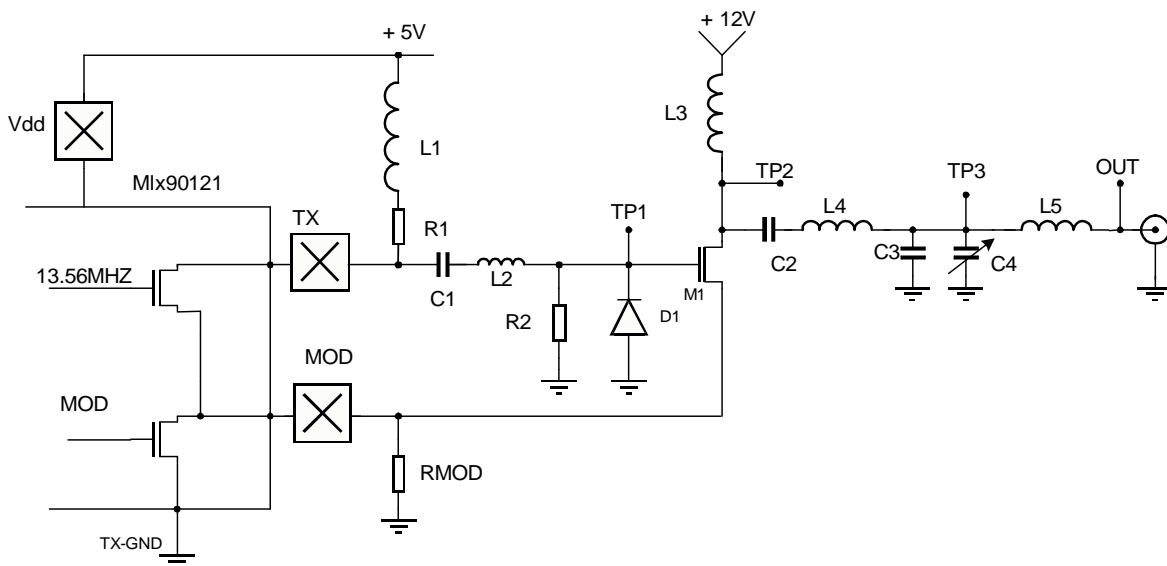 + 12V
+ 5V
L3
Vdd
L1
Mlx90121
TP2
TP3
OUT
TX
TP1
L4
L5
R1
13.56MHZ
C1
L2
C2
C3
C4
M1
R2
D1
MOD
MOD
RMOD
TX-GND